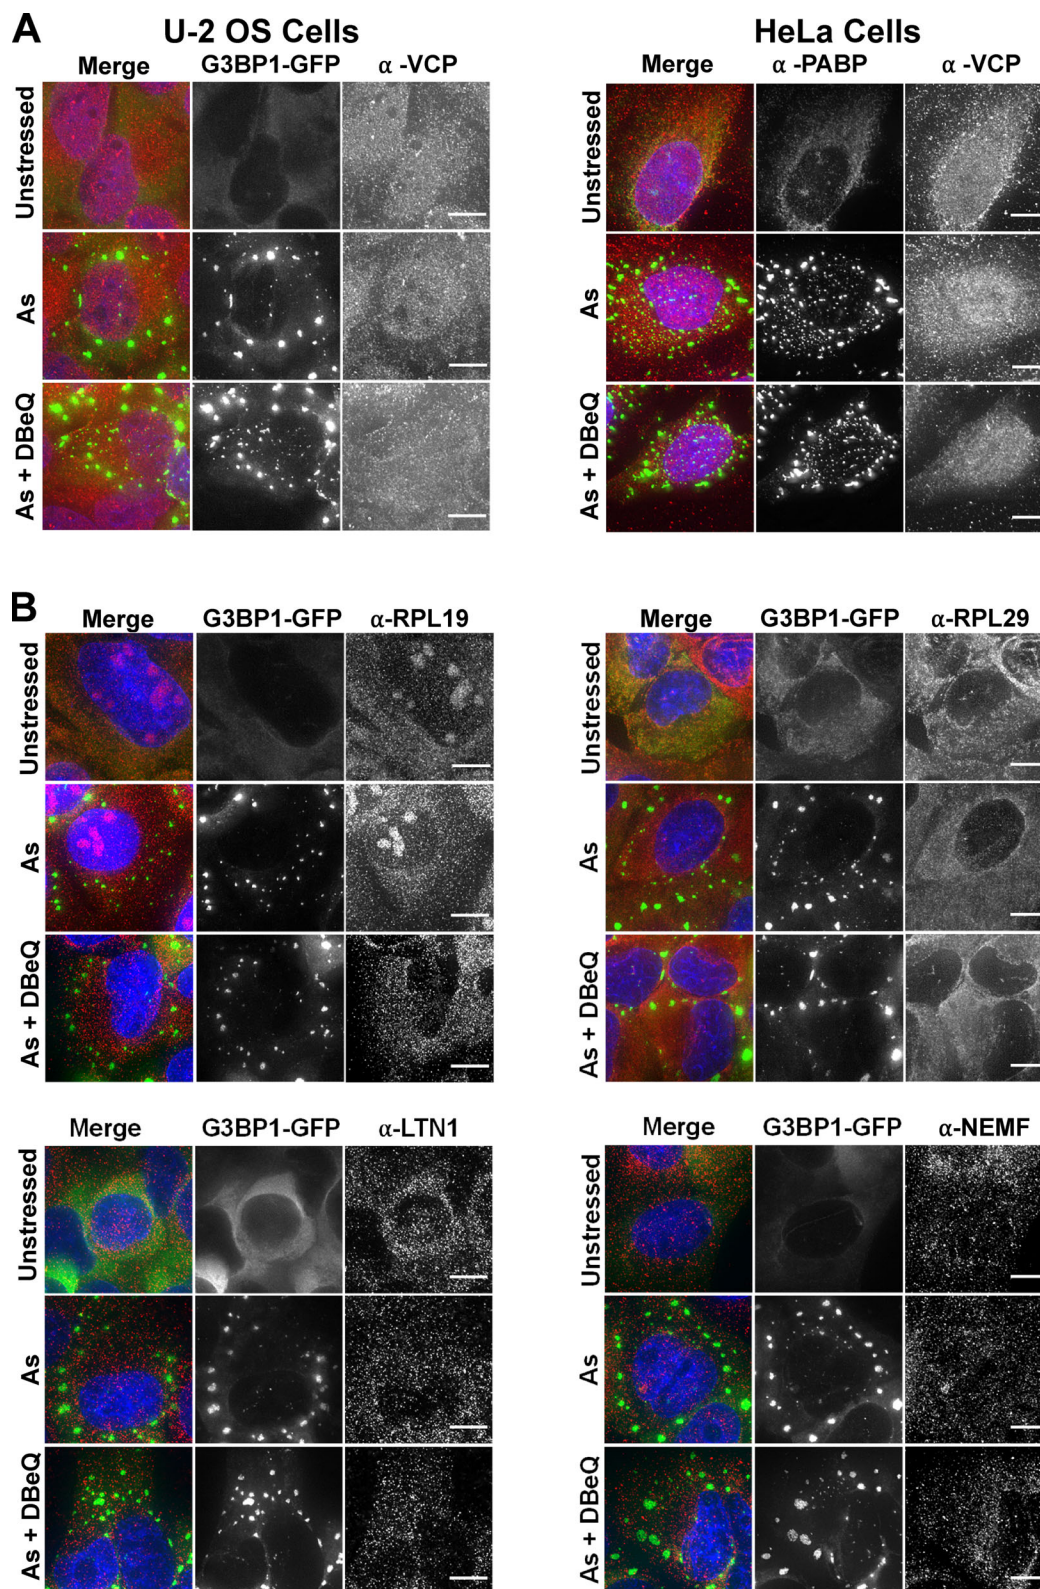 A
U-2 OS Cells
HeLa Cells
Merge G3BP1-GFP α -VCP
Merge α -PABP α -VCP
Unstressed
Unstressed
As
As
As + DBeQ
As + DBeQ
B
Merge G3BP1-GFP α-RPL19
Merge G3BP1-GFP α-RPL29
Unstressed
Unstressed
As
As
As + DBeQ
As + DBeQ
Merge G3BP1-GFP α-LTN1
Merge G3BP1-GFP α-NEMF
Unstressed
Unstressed
As
As
As + DBeQ
As + DBeQ